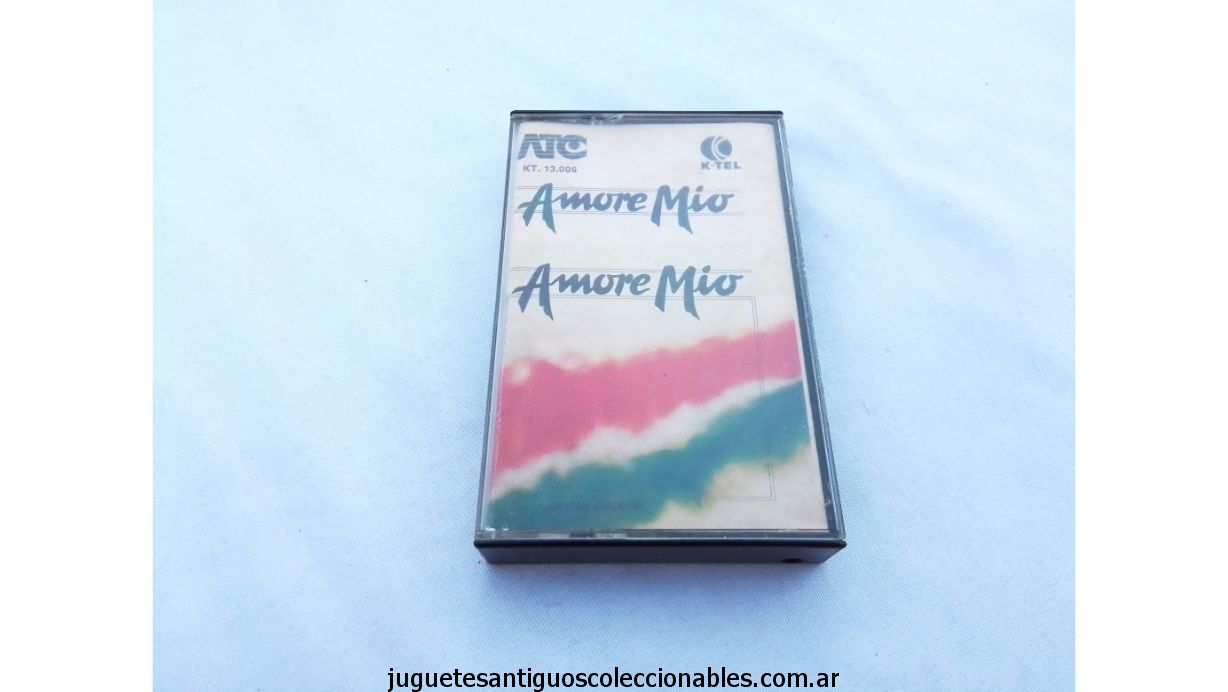 ATC
K-TEL
KT. 13.006
Amore Mio
Amore Mio
juguetesantiguoscoleccionables.com.ar